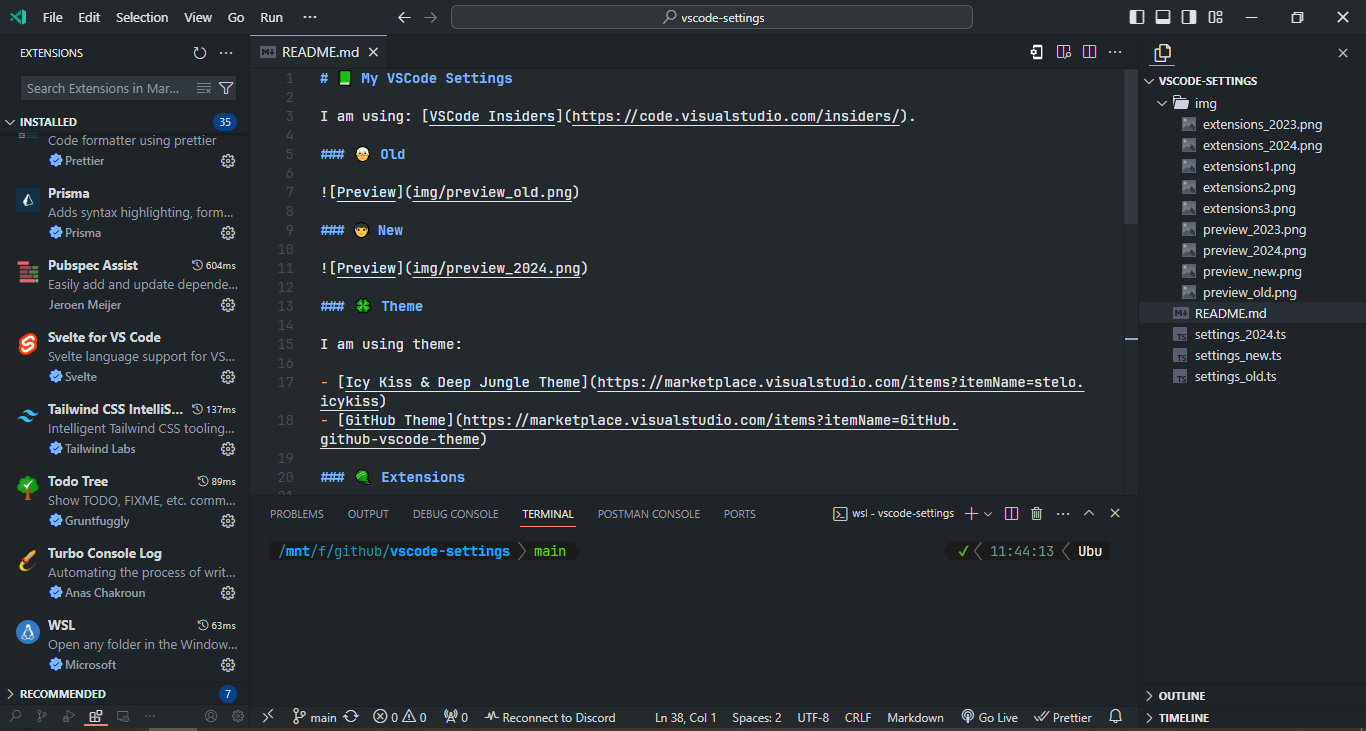 File Edit Selection View Go Run ···
vscode-settings
EXTENSIONS
Search Extensions in Mar...
INSTALLED 35
Code formatter using prettier
Prettier
Prisma
Adds syntax highlighting, form...
Prisma
Pubspec Assist 604ms
Easily add and update depende...
Jeroen Meijer
Svelte for VS Code
Svelte language support for VS...
Svelte
Tailwind CSS IntelliS... 137ms
Intelligent Tailwind CSS tooling...
Tailwind Labs
Todo Tree 89ms
Show TODO, FIXME, etc. comm...
Gruntfuggly
Turbo Console Log
Automating the process of writ...
Anas Chakroun
WSL 63ms
Open any folder in the Window...
Microsoft
RECOMMENDED 7
README.md
1 # 📗 My VSCode Settings
2
3 I am using: [VSCode Insiders](https://code.visualstudio.com/insiders/).
4
5 ### 👴 Old
6
7 ![Preview](img/preview_old.png)
8
9 ### 👦 New
10
11 ![Preview](img/preview_2024.png)
12
13 ### 🍀 Theme
14
15 I am using theme:
16
17 - [Icy Kiss & Deep Jungle Theme](https://marketplace.visualstudio.com/items?itemName=stelo.
icykiss)
18 - [GitHub Theme](https://marketplace.visualstudio.com/items?itemName=GitHub.
github-vscode-theme)
19
20 ### Extensions
21
PROBLEMS OUTPUT DEBUG CONSOLE TERMINAL POSTMAN CONSOLE PORTS wsl - vscode-settings
/mnt/f/github/vscode-settings main ✓ 11:44:13 Ubu
VSCODE-SETTINGS
img
extensions_2023.png
extensions_2024.png
extensions1.png
extensions2.png
extensions3.png
preview_2023.png
preview_2024.png
preview_new.png
preview_old.png
README.md
settings_2024.ts
settings_new.ts
settings_old.ts
OUTLINE
TIMELINE
main 0 0 0 Reconnect to Discord Ln 38, Col 1 Spaces: 2 UTF-8 CRLF Markdown Go Live Prettier